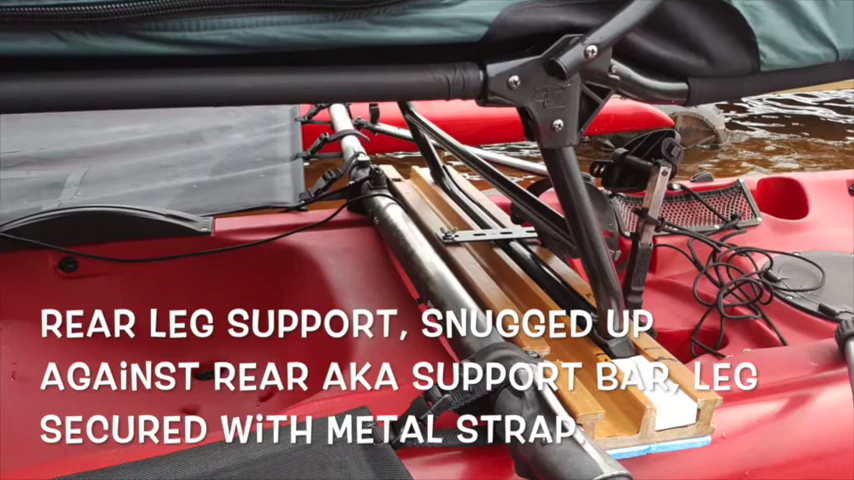 REAR LEG SUPPORT, SNUGGED UP
AGAINST REAR AKA SUPPORT BAR, LEG
SECURED WITH METAL STRAP.